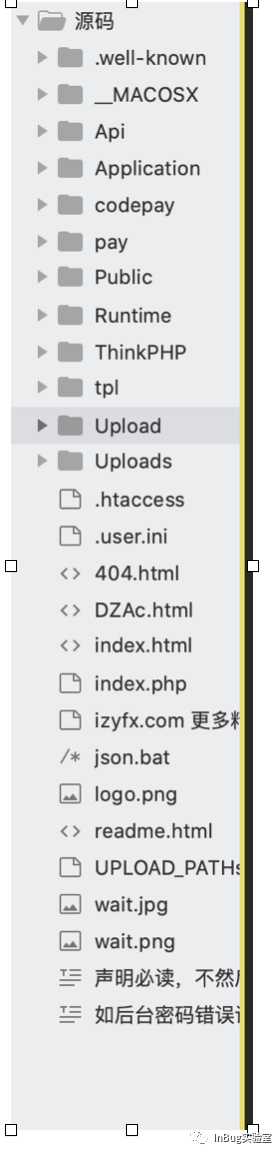 源码
.well-known
__MACOSX
Api
Application
codepay
pay
Public
Runtime
ThinkPHP
tpl
Upload
Uploads
.htaccess
.user.ini
404.html
DZAc.html
index.html
index.php
izyfx.com 更多
/* json.bat
logo.png
readme.html
UPLOAD_PATHs
wait.jpg
wait.png
声明必读，不然
如后台密码错误
InBug实验室